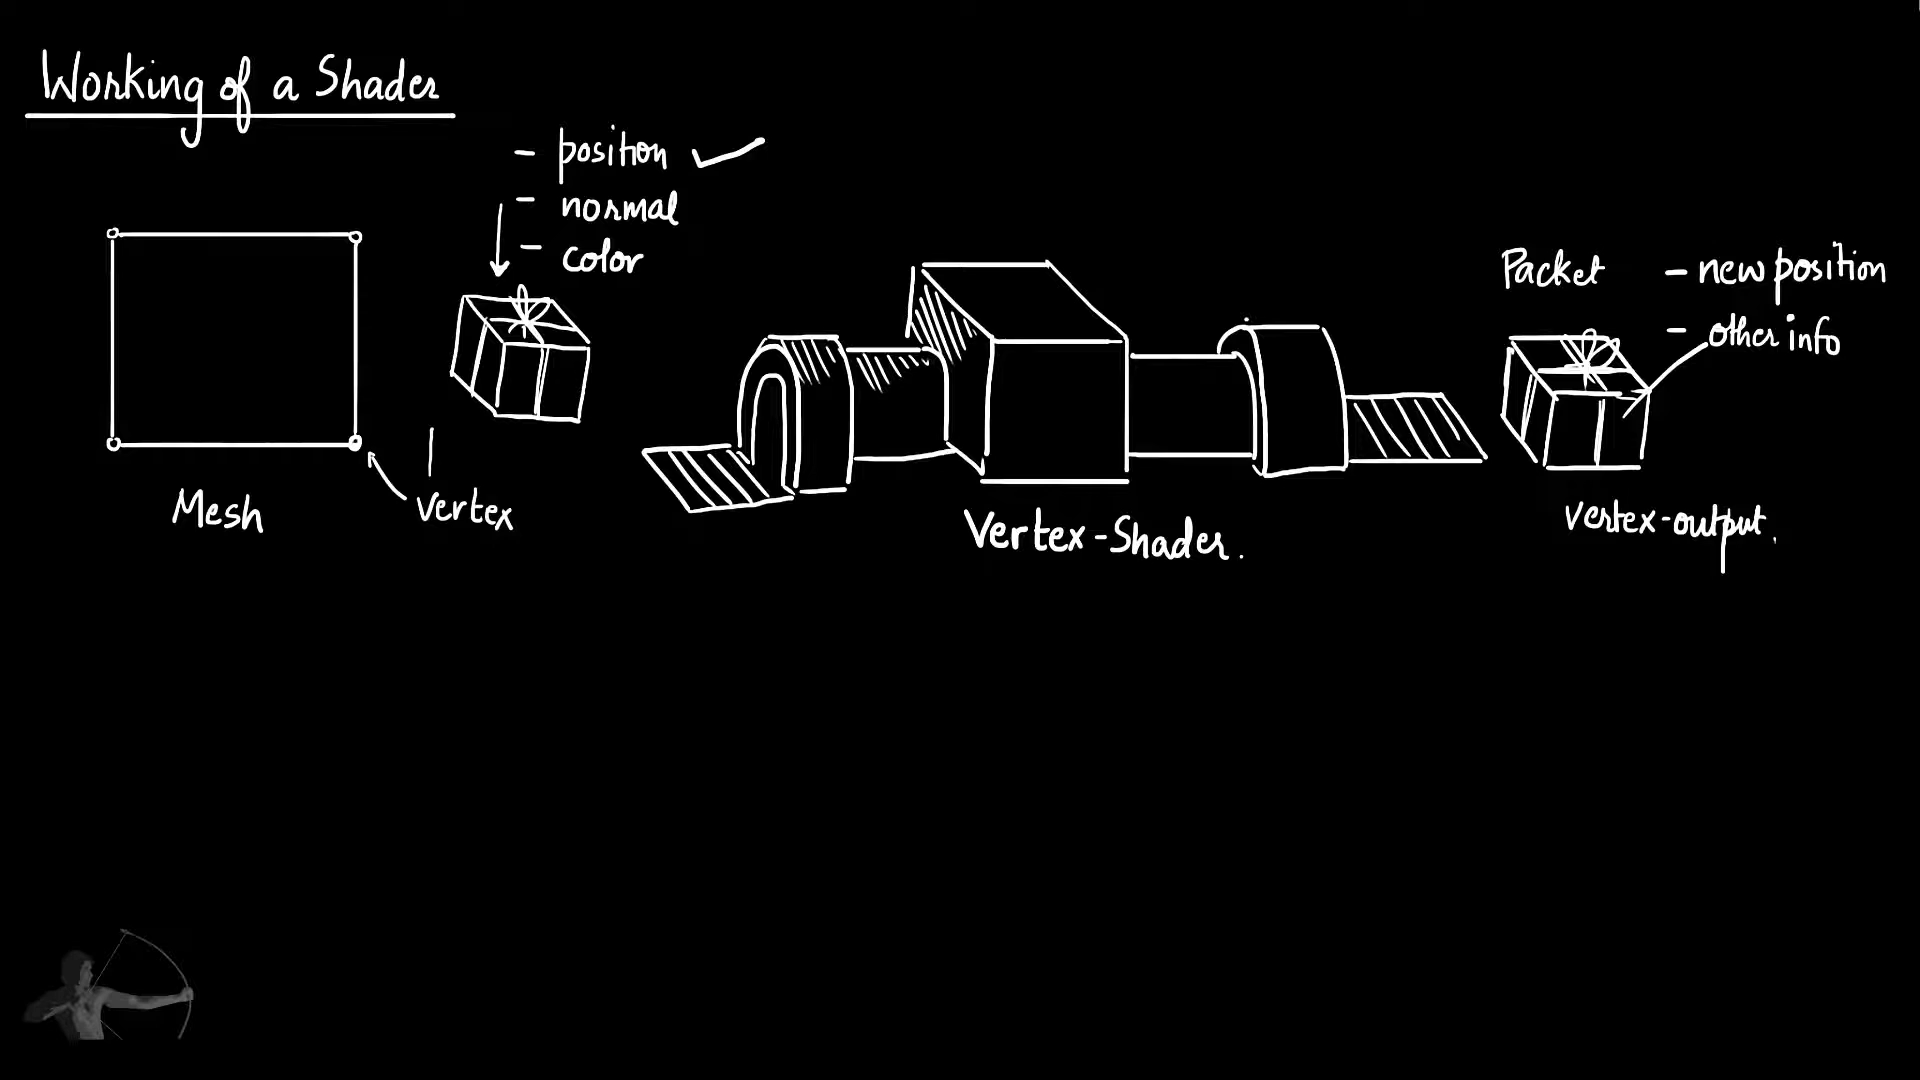 Working of a Shader
- position ✓
- normal
- color
Mesh
vertex
Vertex-Shader.
Packet
- new position
- other info
vertex-output.